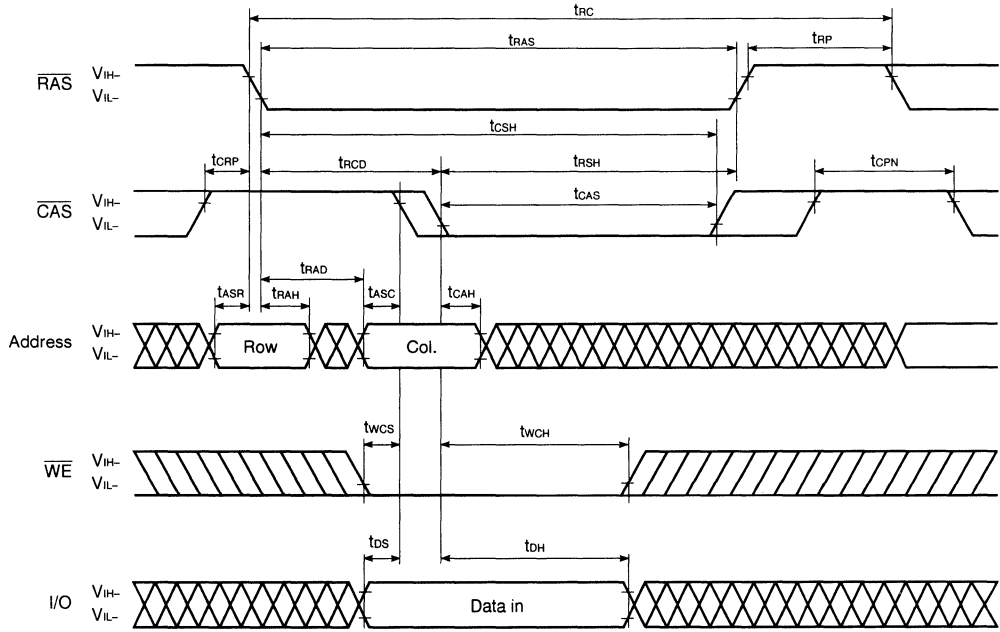 tRC
tRAS
tRP
RAS
VIH–
VIL–
tCSH
tCRP
tRCD
tRSH
tCPN
CAS
VIH–
VIL–
tCAS
tRAD
tASR
tRAH
tASC
tCAH
Address
VIH–
VIL–
Row
Col.
tWCS
tWCH
WE
VIH–
VIL–
tDS
tDH
I/O
VIH–
VIL–
Data in